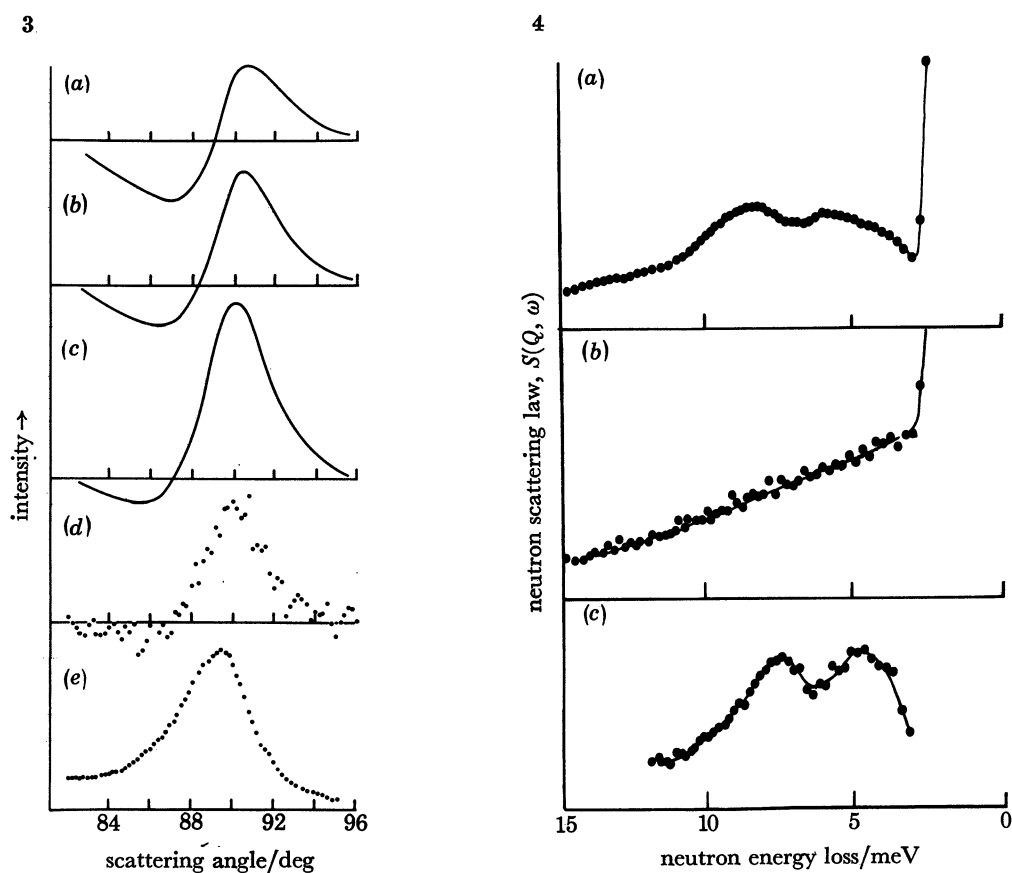 3
4
(a)
(b)
(c)
(d)
(e)
intensity →
84 88 92 96
scattering angle/deg
(a)
(b)
(c)
neutron scattering law, S(Q, ω)
15 10 5 0
neutron energy loss/meV